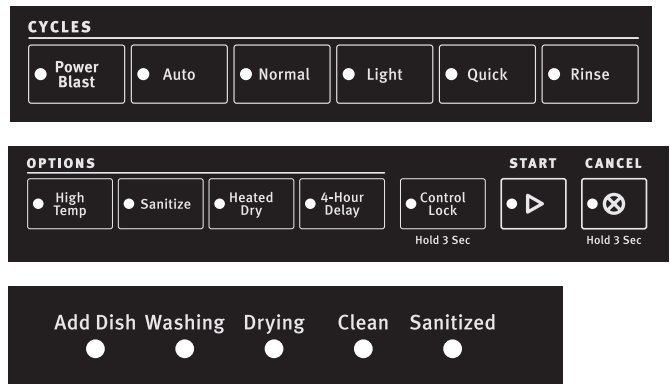 CYCLES
Power Blast
Auto
Normal
Light
Quick
Rinse
OPTIONS
START
CANCEL
High Temp
Sanitize
Heated Dry
4-Hour Delay
Control Lock
Hold 3 Sec
Hold 3 Sec
Add Dish Washing Drying Clean Sanitized